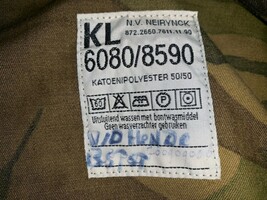 KL
N.V. NEIRYNCK
872.2660.7611.11.90
6080/8590
KATOEN/POLYESTER 50/50
Uitsluitend wassen met bontwasmiddel
Geen wasverzachter gebruiken